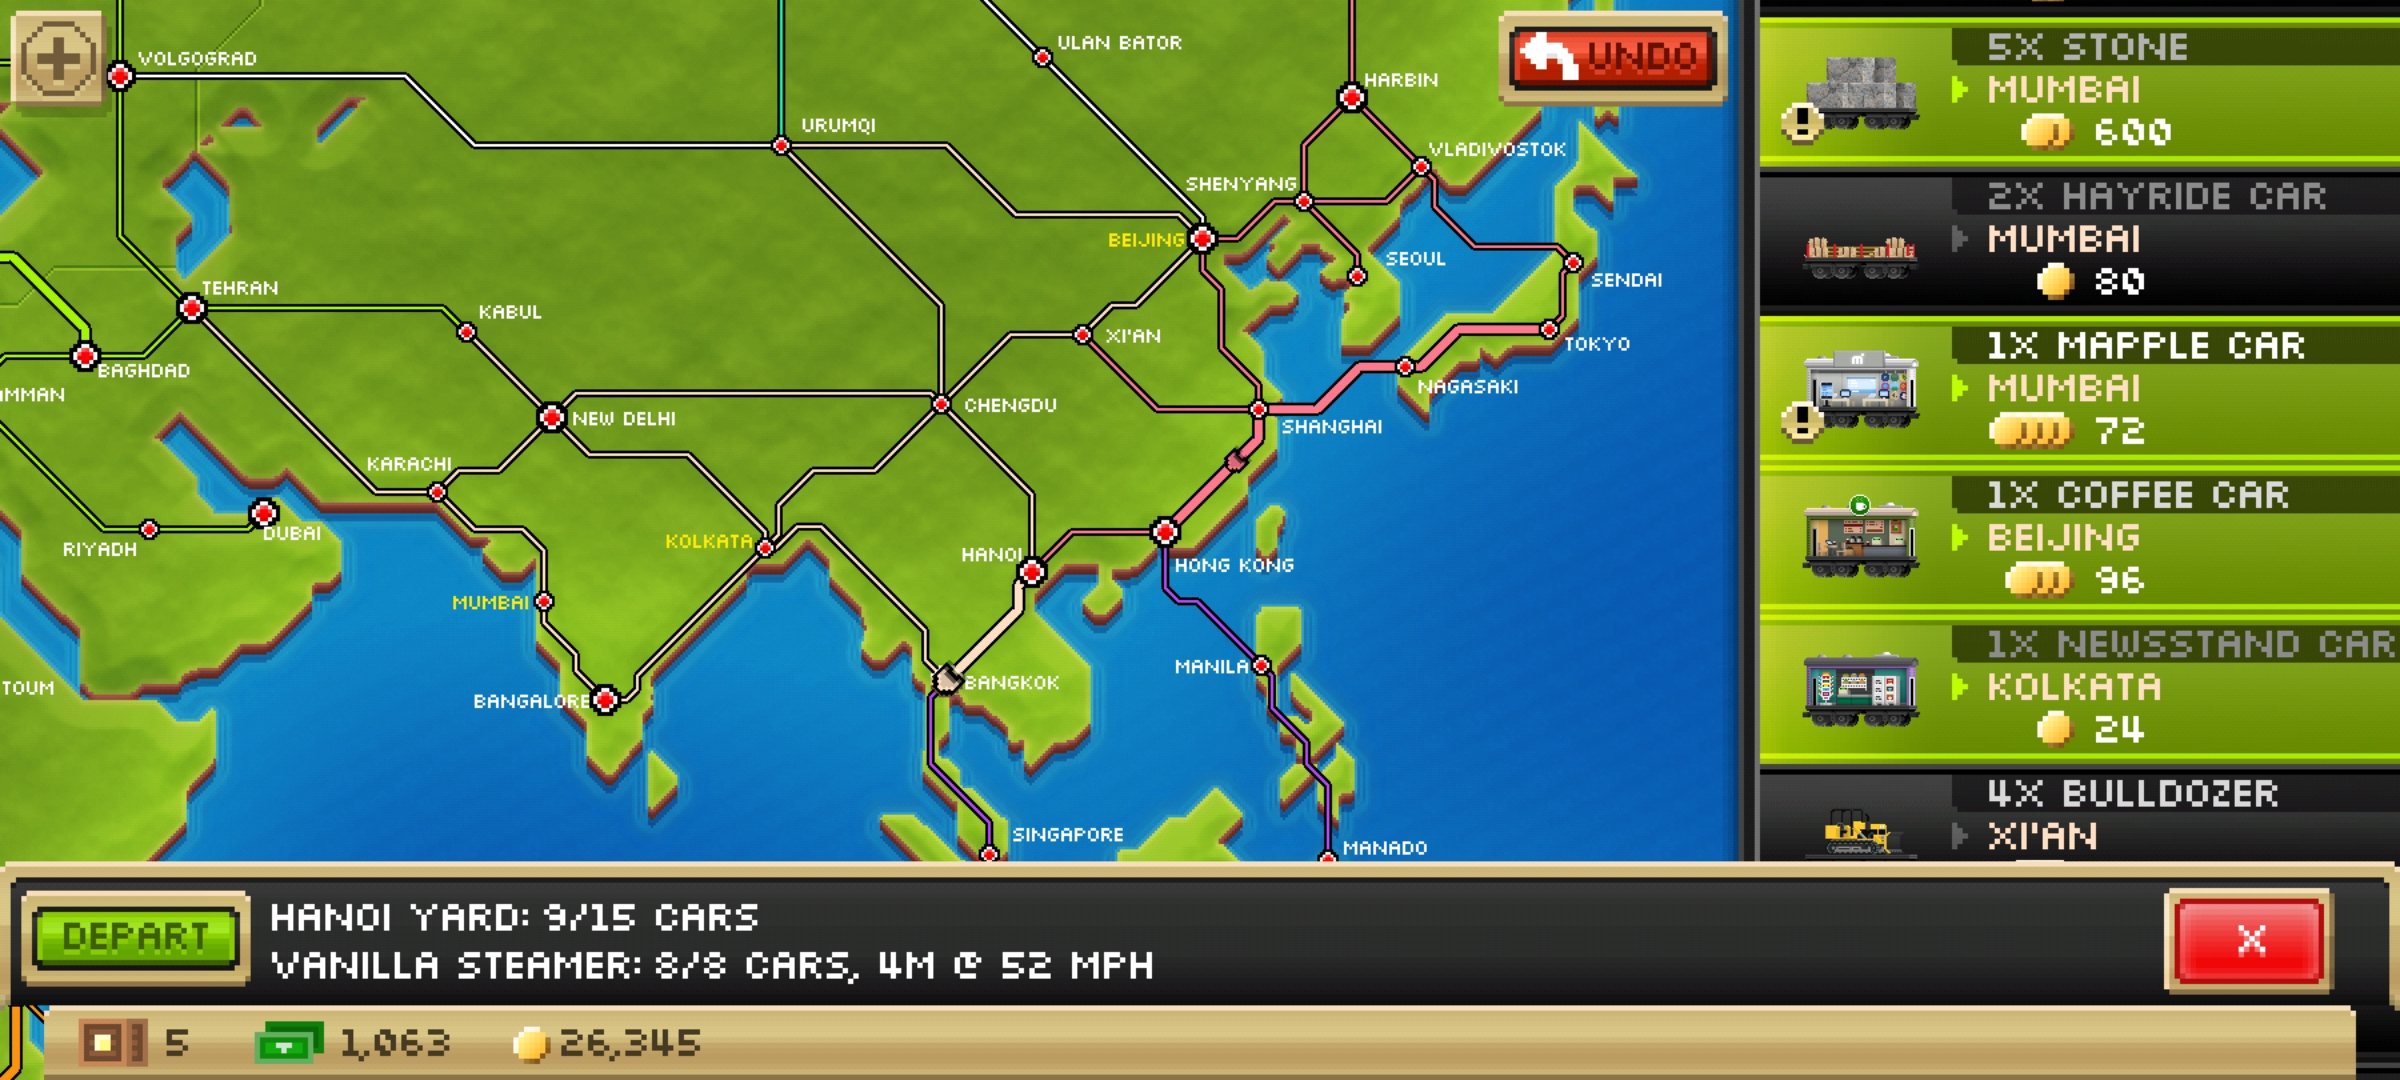 VOLGOGRAD
ULAN BATOR
UNDO
HARBIN
URUMQI
VLADIVOSTOK
SHENYANG
BEIJING
SEOUL
SENDAI
TEHRAN
KABUL
XI'AN
TOKYO
BAGHDAD
NAGASAKI
AMMAN
NEW DELHI
CHENGDU
SHANGHAI
KARACHI
DUBAI
RIYADH
KOLKATA
HANOI
HONG KONG
MUMBAI
MANILA
TOUM
BANGALORE
BANGKOK
SINGAPORE
MANADO
5X STONE
MUMBAI
600
2X HAYRIDE CAR
MUMBAI
80
1X MAPPLE CAR
m
MUMBAI
72
1X COFFEE CAR
BEIJING
96
1X NEWSSTAND CAR
KOLKATA
24
4X BULLDOZER
XI'AN
DEPART
HANOI YARD: 9/15 CARS
VANILLA STEAMER: 8/8 CARS, 4M @ 52 MPH
X
5
1,063
26,345